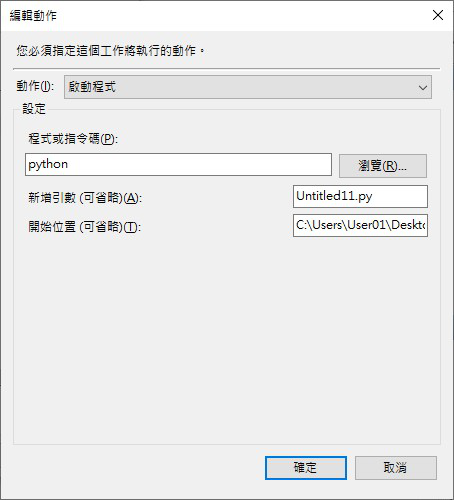 編輯動作
您必須指定這個工作將執行的動作。
動作(I): 啟動程式
設定
程式或指令碼(P):
python 瀏覽(R)...
新增引數 (可省略)(A): Untitled11.py
開始位置 (可省略)(T): C:\Users\User01\Deskto
確定 取消